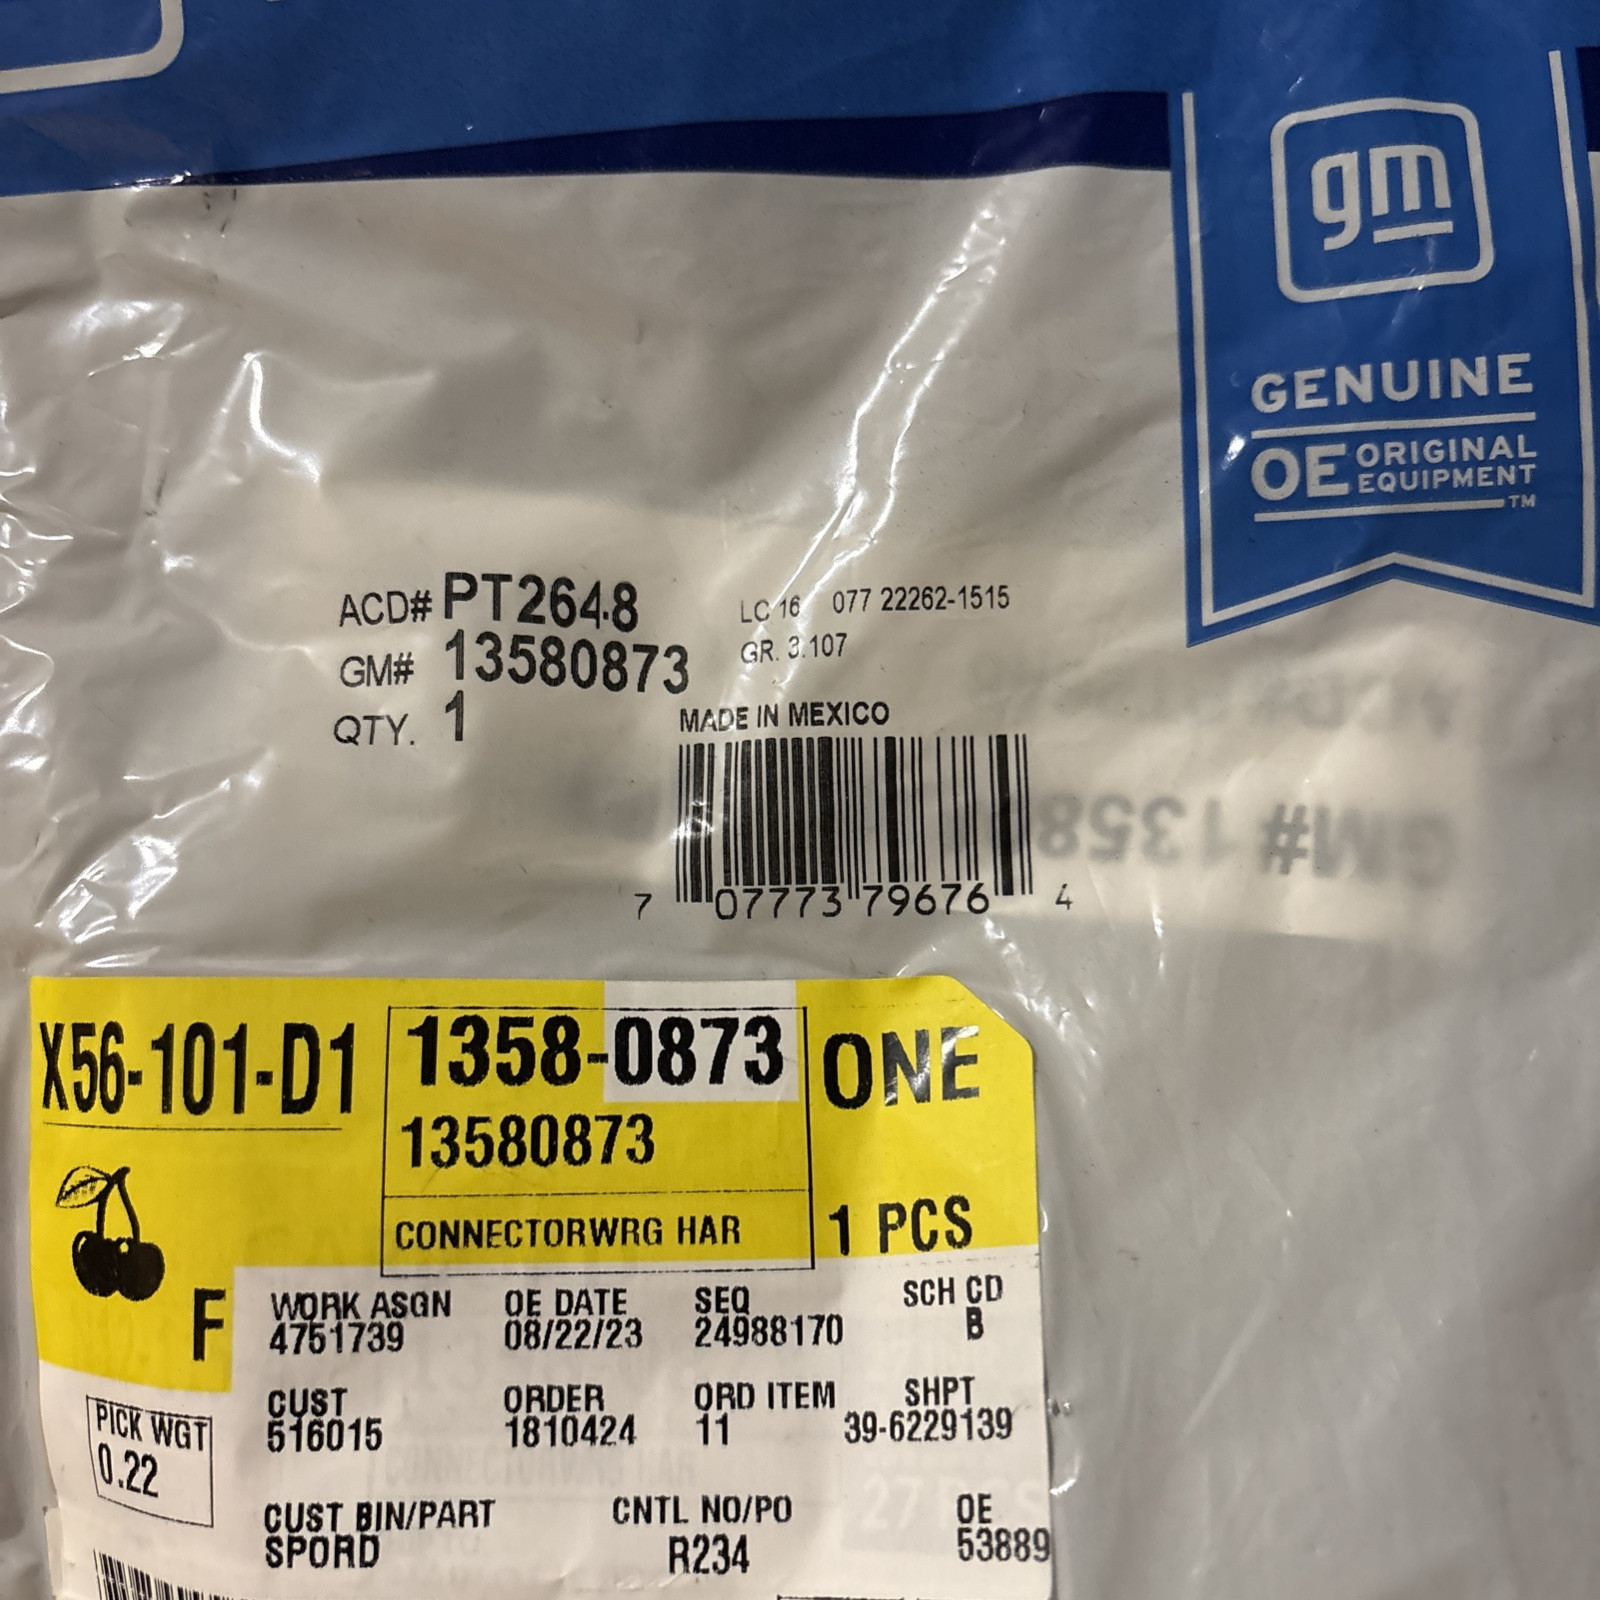 gm
GENUINE
OE ORIGINAL EQUIPMENT TM
ACD# PT2648
LC 16 077 22262-1515
GM# 13580873
GR. 3.107
QTY. 1
MADE IN MEXICO
7 07773 79676 4
GM# 1358
X56-101-D1
1358-0873
ONE
13580873
CONNECTORWRG HAR
1 PCS
F
WORK ASGN OE DATE SEQ SCH CD
4751739 08/22/23 24988170 B
CUST ORDER ORD ITEM SHPT
516015 1810424 11 39-6229139
PICK WGT
0.22
CUST BIN/PART CNTL NO/PO OE
SPORD R234 53889